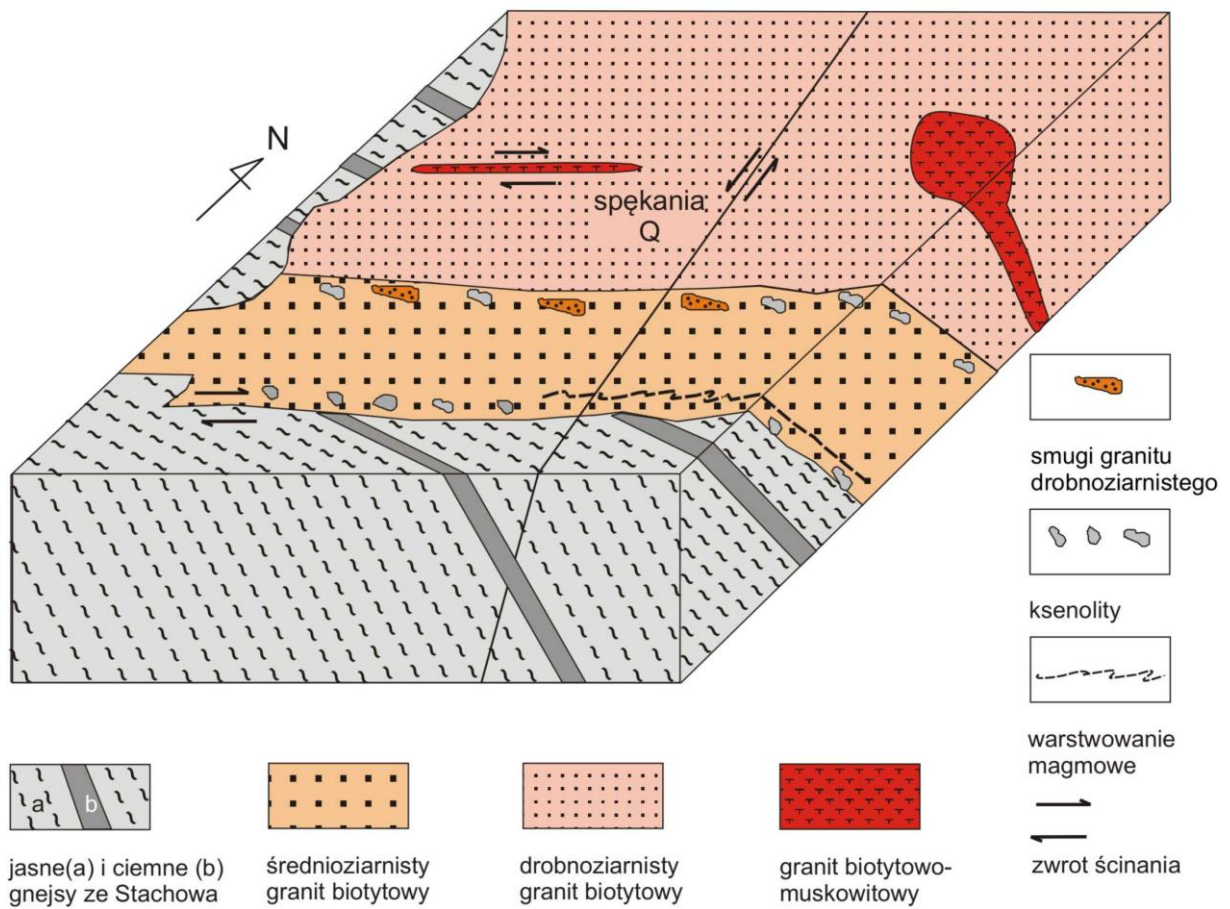 N
spękania
Q
smugi granitu
drobnoziarnistego
ksenolity
warstwowanie
magmowe
zwrot ścinania
a
b
jasne(a) i ciemne (b)
gnejsy ze Stachowa
średnioziarnisty
granit biotytowy
drobnoziarnisty
granit biotytowy
granit biotytowo-
muskowitowy